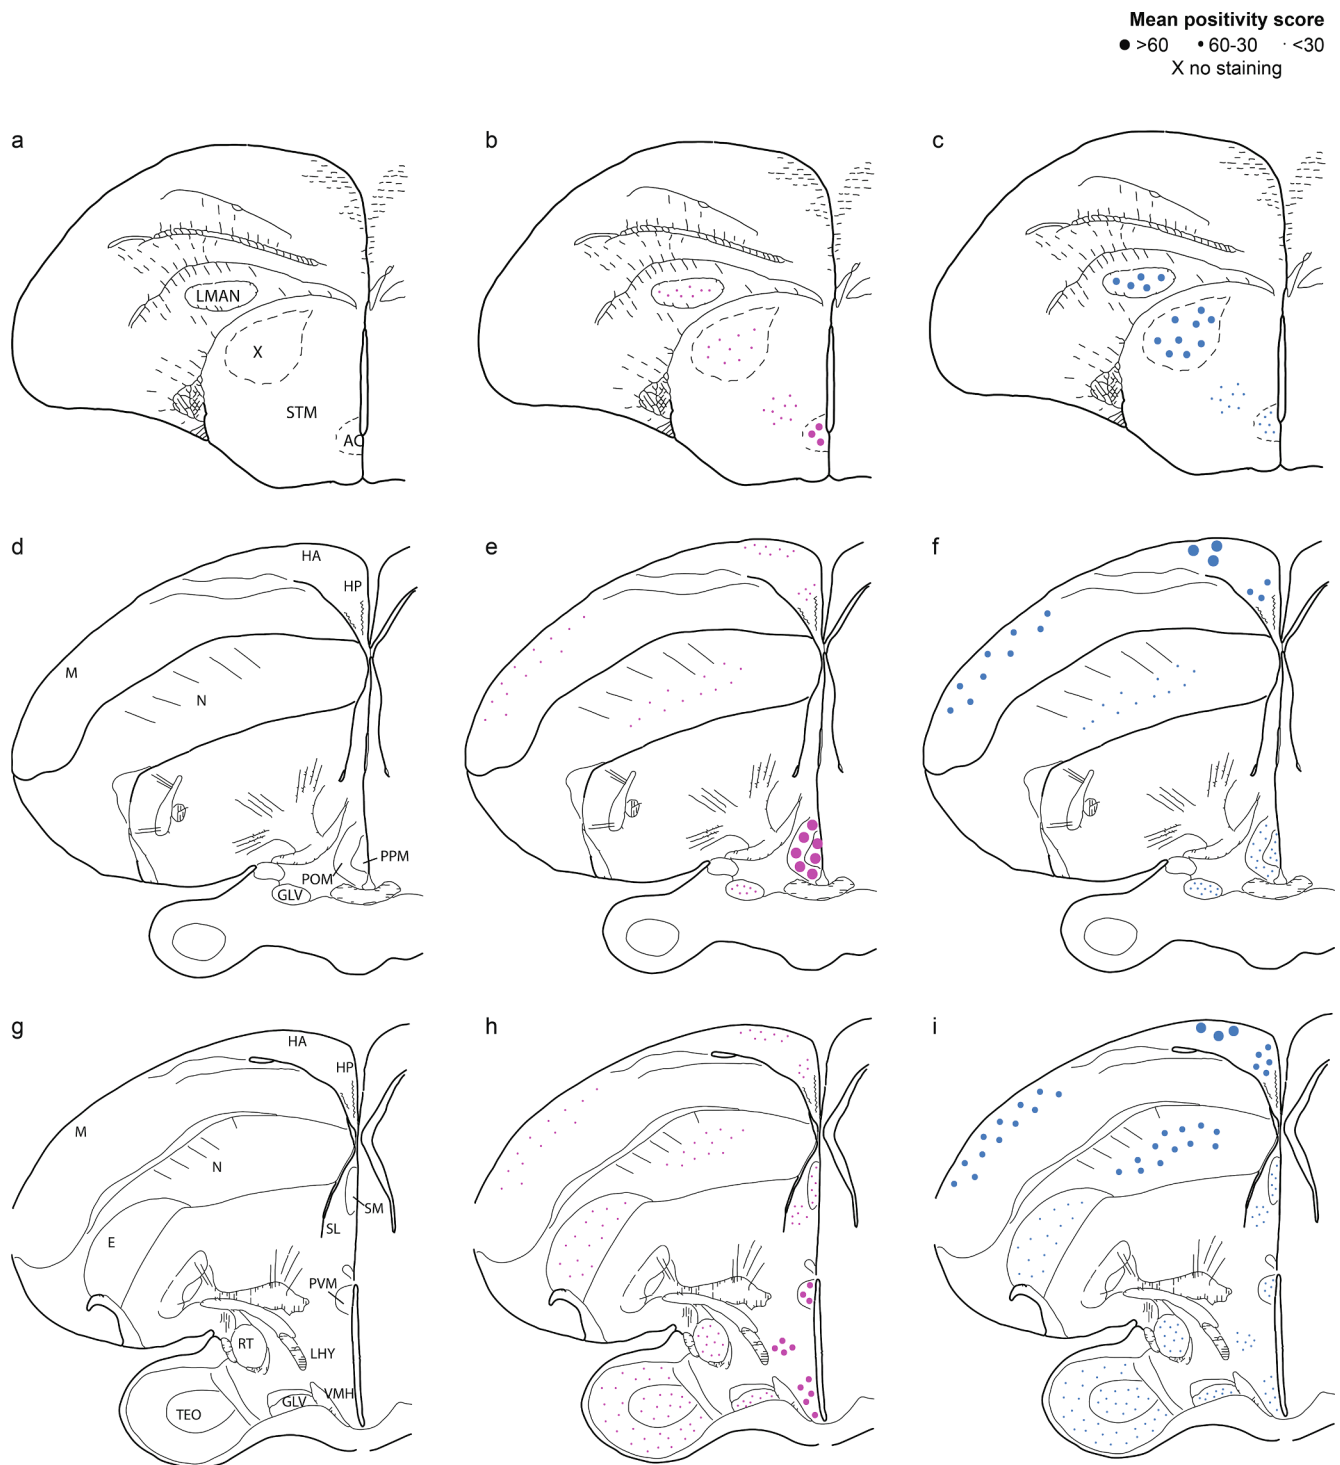 Mean positivity score
>60 60-30 <30
X no staining
a
b
c
LMAN
X
STM
AC
d
e
f
HA
HP
M
N
PPM
POM
GLV
g
h
i
HA
HP
M
N
SM
SL
E
PVM
RT
LHY
VMH
GLV
TEO